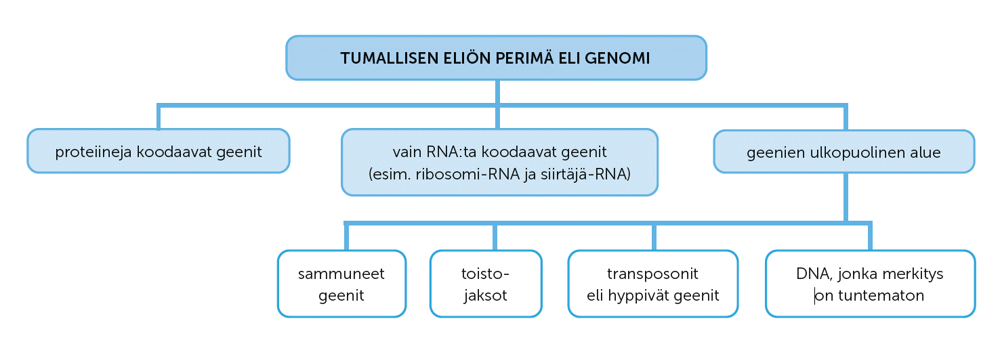 TUMALLISEN ELIÖN PERIMÄ ELI GENOMI
proteiineja koodaavat geenit
vain RNA:ta koodaavat geenit
(esim. ribosomi-RNA ja siirtäjä-RNA)
geenien ulkopuolinen alue
sammuneet
geenit
toisto-
jaksot
transposonit
eli hyppivät geenit
DNA, jonka merkitys
on tuntematon